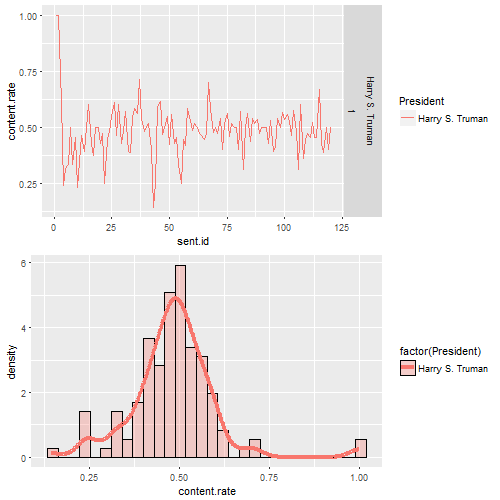 1.00
0.75
0.50
0.25
content.rate
Harry S. Truman
1
0
25
50
75
100
125
sent.id
President
Harry S. Truman
6
4
2
0
density
0.25
0.50
0.75
1.00
content.rate
factor(President)
Harry S. Truman